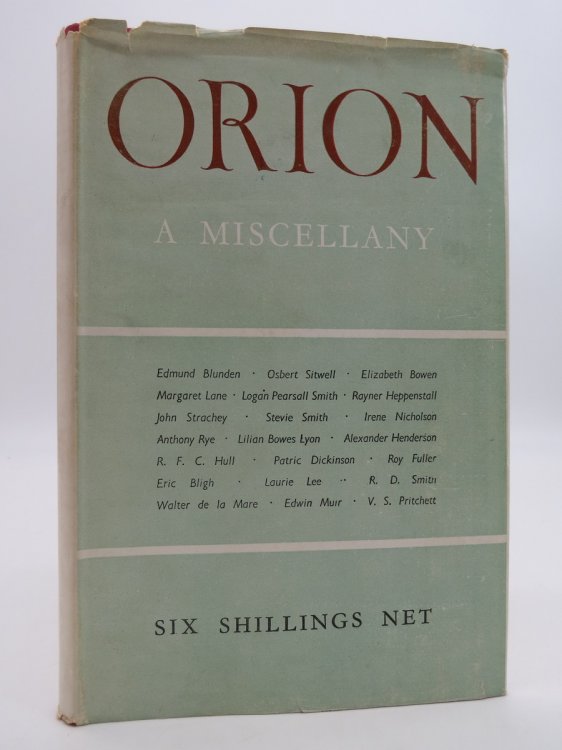 ORION
A MISCELLANY
Edmund Blunden · Osbert Sitwell · Elizabeth Bowen
Margaret Lane · Logan Pearsall Smith · Rayner Heppenstall
John Strachey · Stevie Smith · Irene Nicholson
Anthony Rye · Lilian Bowes Lyon · Alexander Henderson
R. F. C. Hull · Patric Dickinson · Roy Fuller
Eric Bligh · Laurie Lee ·· R. D. Smith
Walter de la Mare · Edwin Muir · V. S. Pritchett
SIX SHILLINGS NET